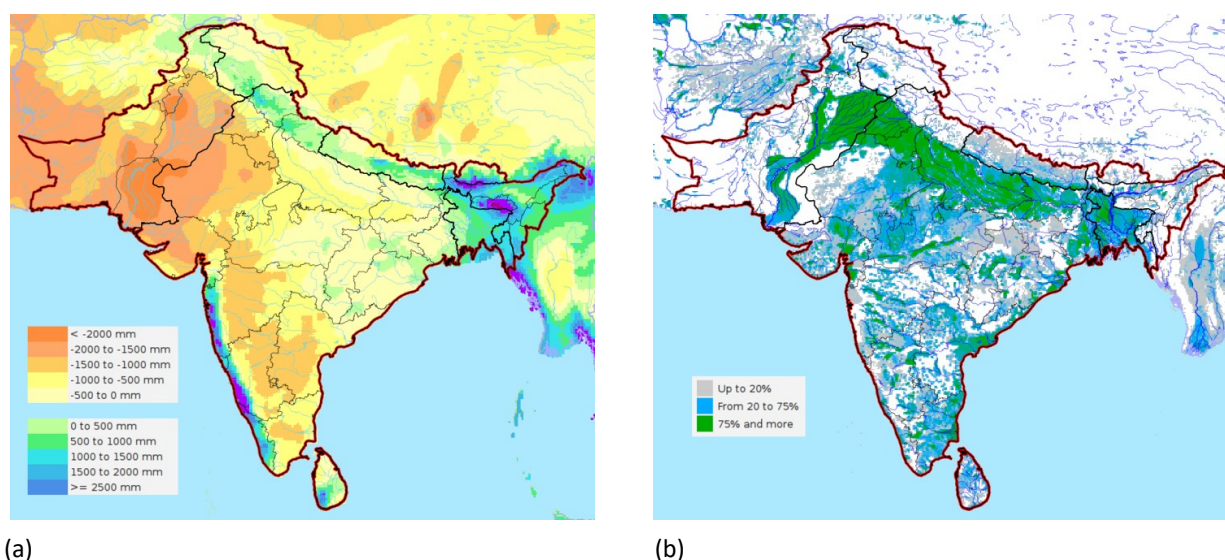 < -2000 mm
-2000 to -1500 mm
-1500 to -1000 mm
-1000 to -500 mm
-500 to 0 mm
0 to 500 mm
500 to 1000 mm
1000 to 1500 mm
1500 to 2000 mm
>= 2500 mm
Up to 20%
From 20 to 75%
75% and more
(a)
(b)